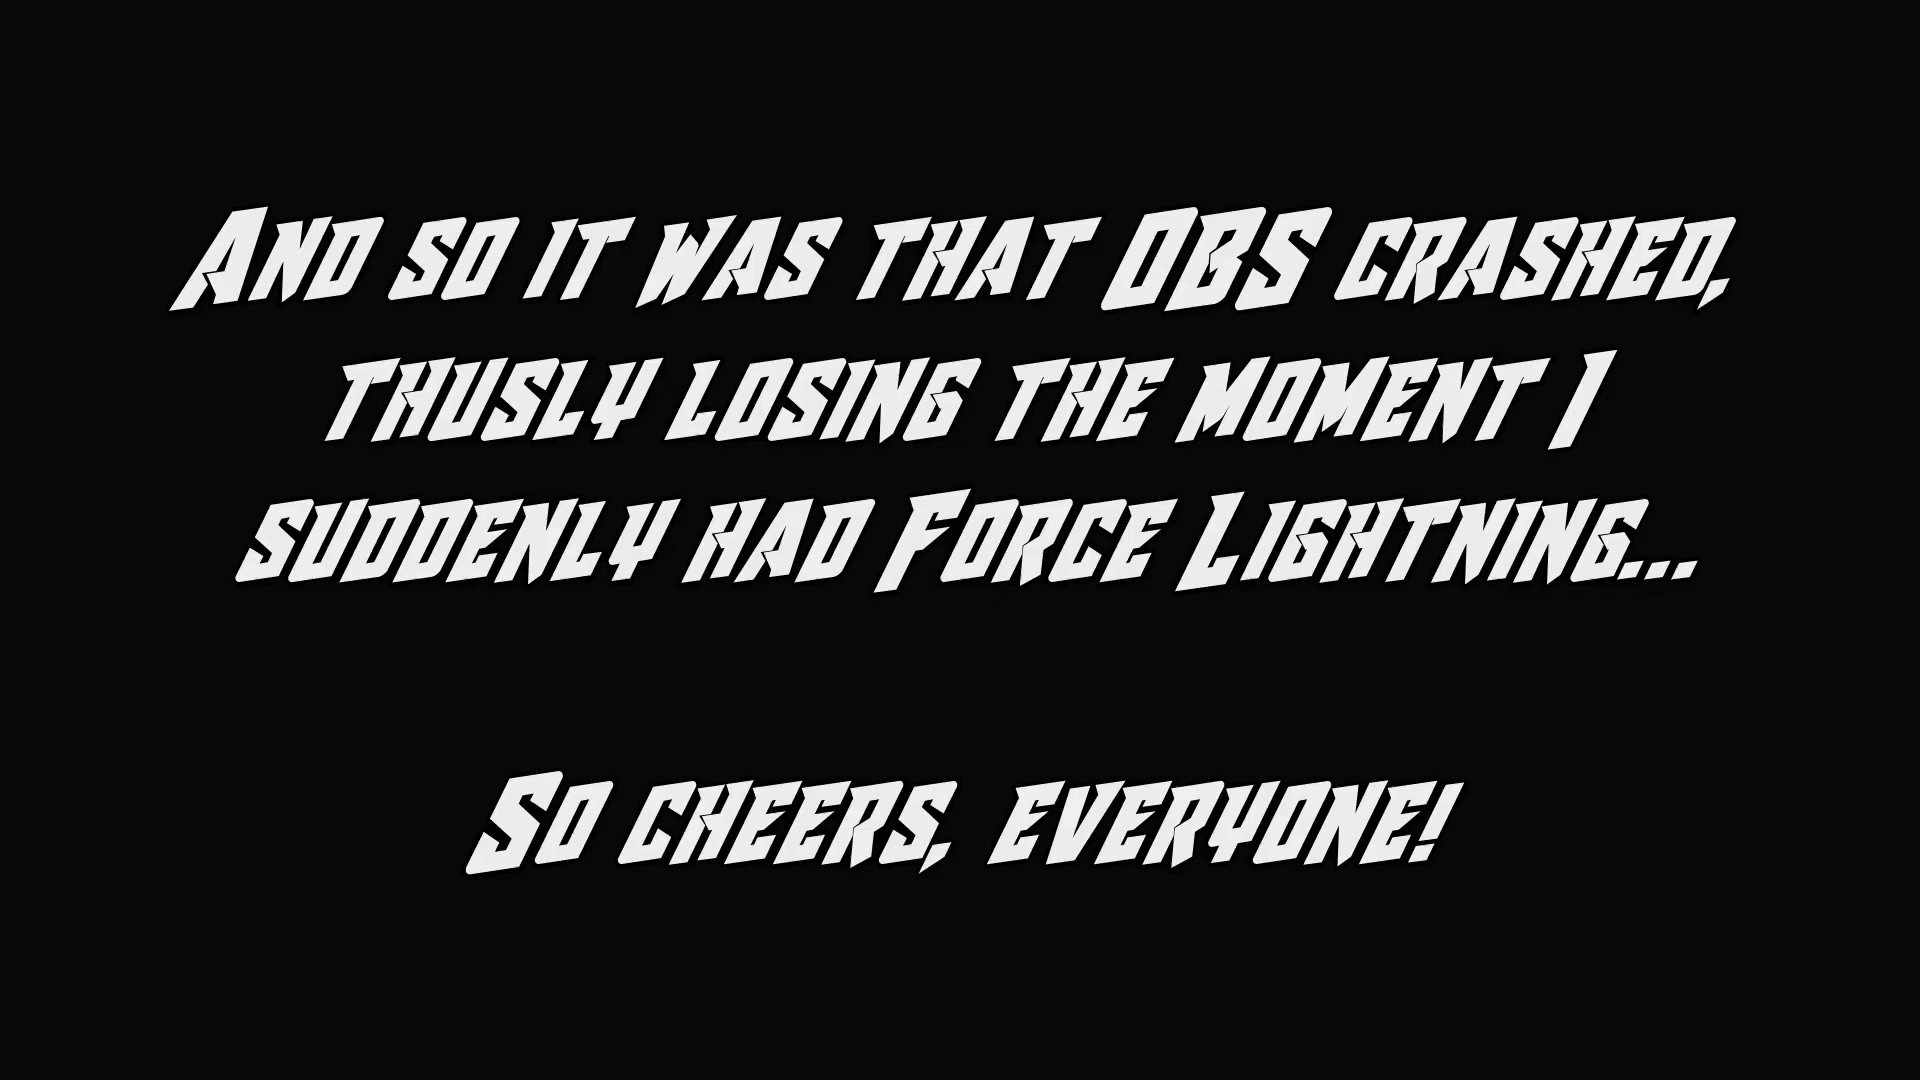 And so it was that OBS crashed,
thusly losing the moment I
suddenly had Force Lightning...
So cheers, everyone!